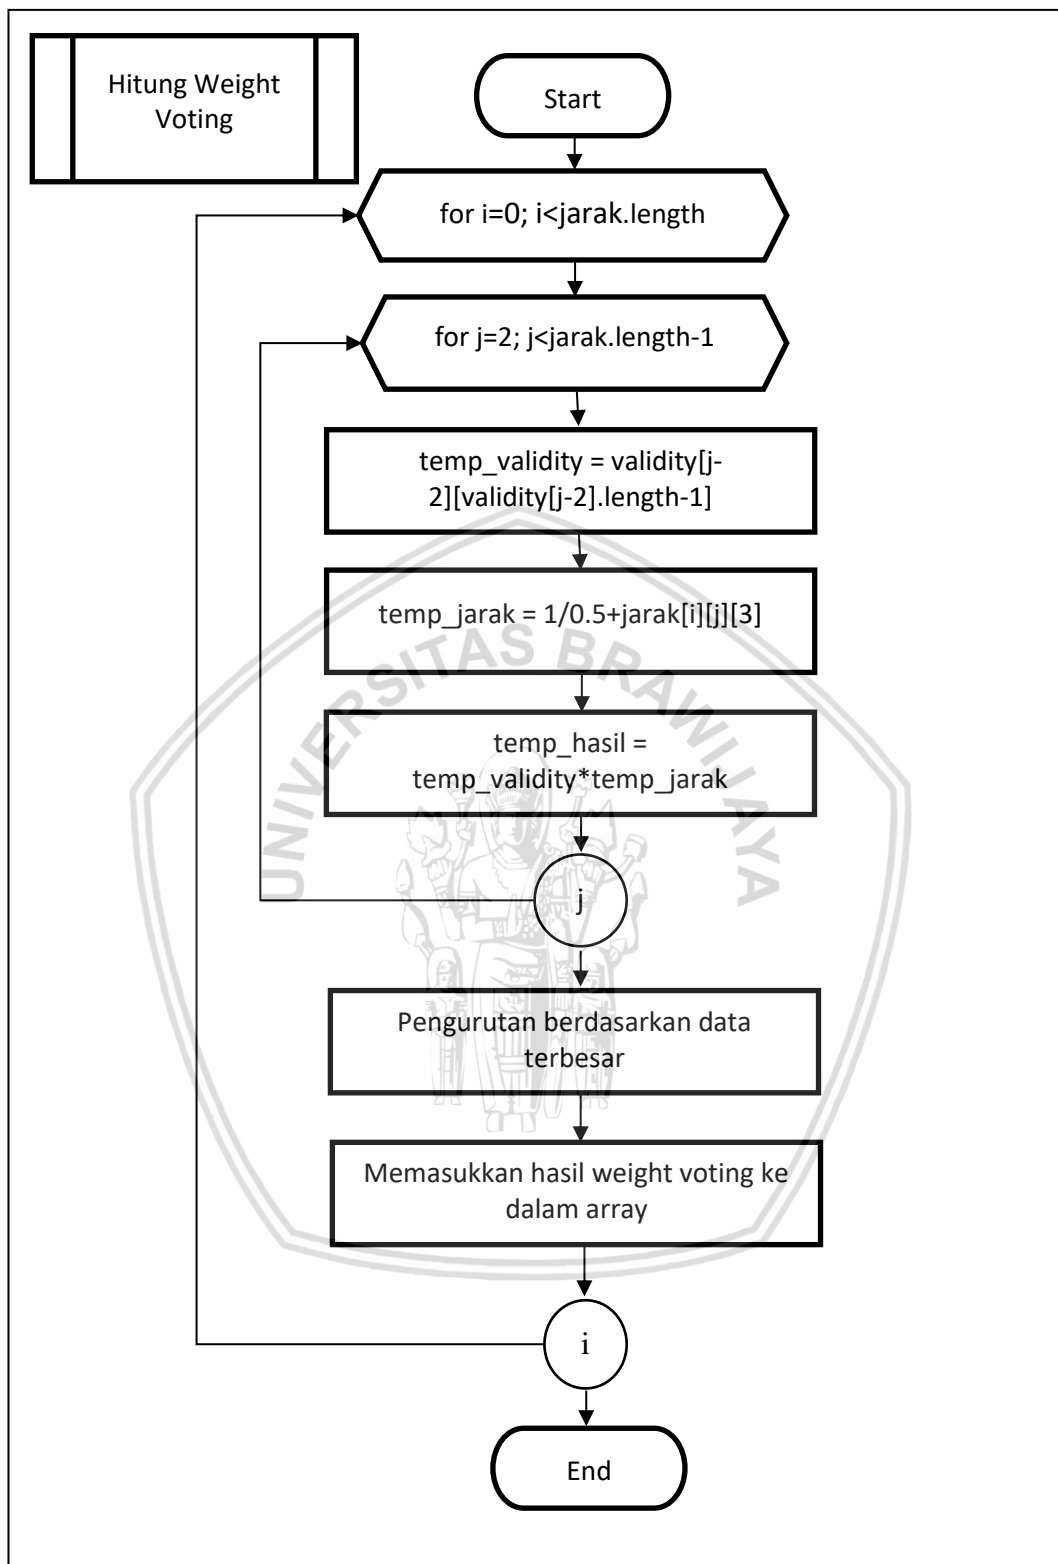 Hitung Weight
Voting
Start
for i=0; i<jarak.length
for j=2; j<jarak.length-1
temp_validity = validity[j-
2][validity[j-2].length-1]
temp_jarak = 1/0.5+jarak[i][j][3]
temp_hasil =
temp_validity*temp_jarak
j
Pengurutan berdasarkan data
terbesar
Memasukkan hasil weight voting ke
dalam array
i
End
UNIVERSITAS BRAWIJAYA